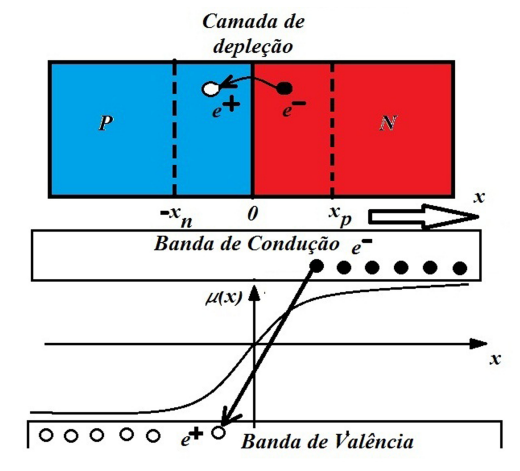 Camada de
depleção
P
e+
e−
N
-xn
0
xp
x
Banda de Condução e−
μ(x)
x
e+
Banda de Valência